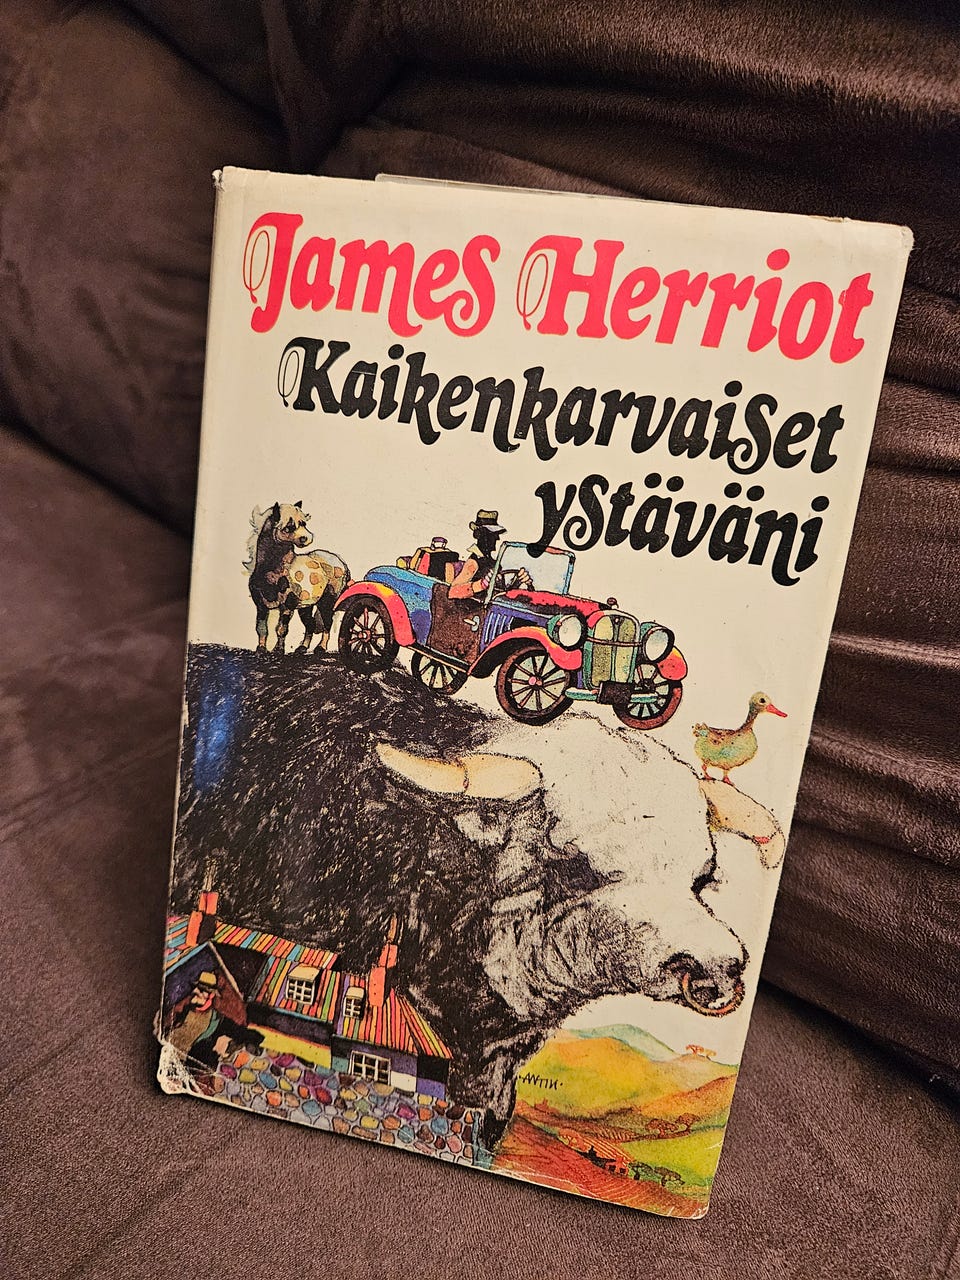 James Herriot
Kaikenkarvaiset
ystäväni